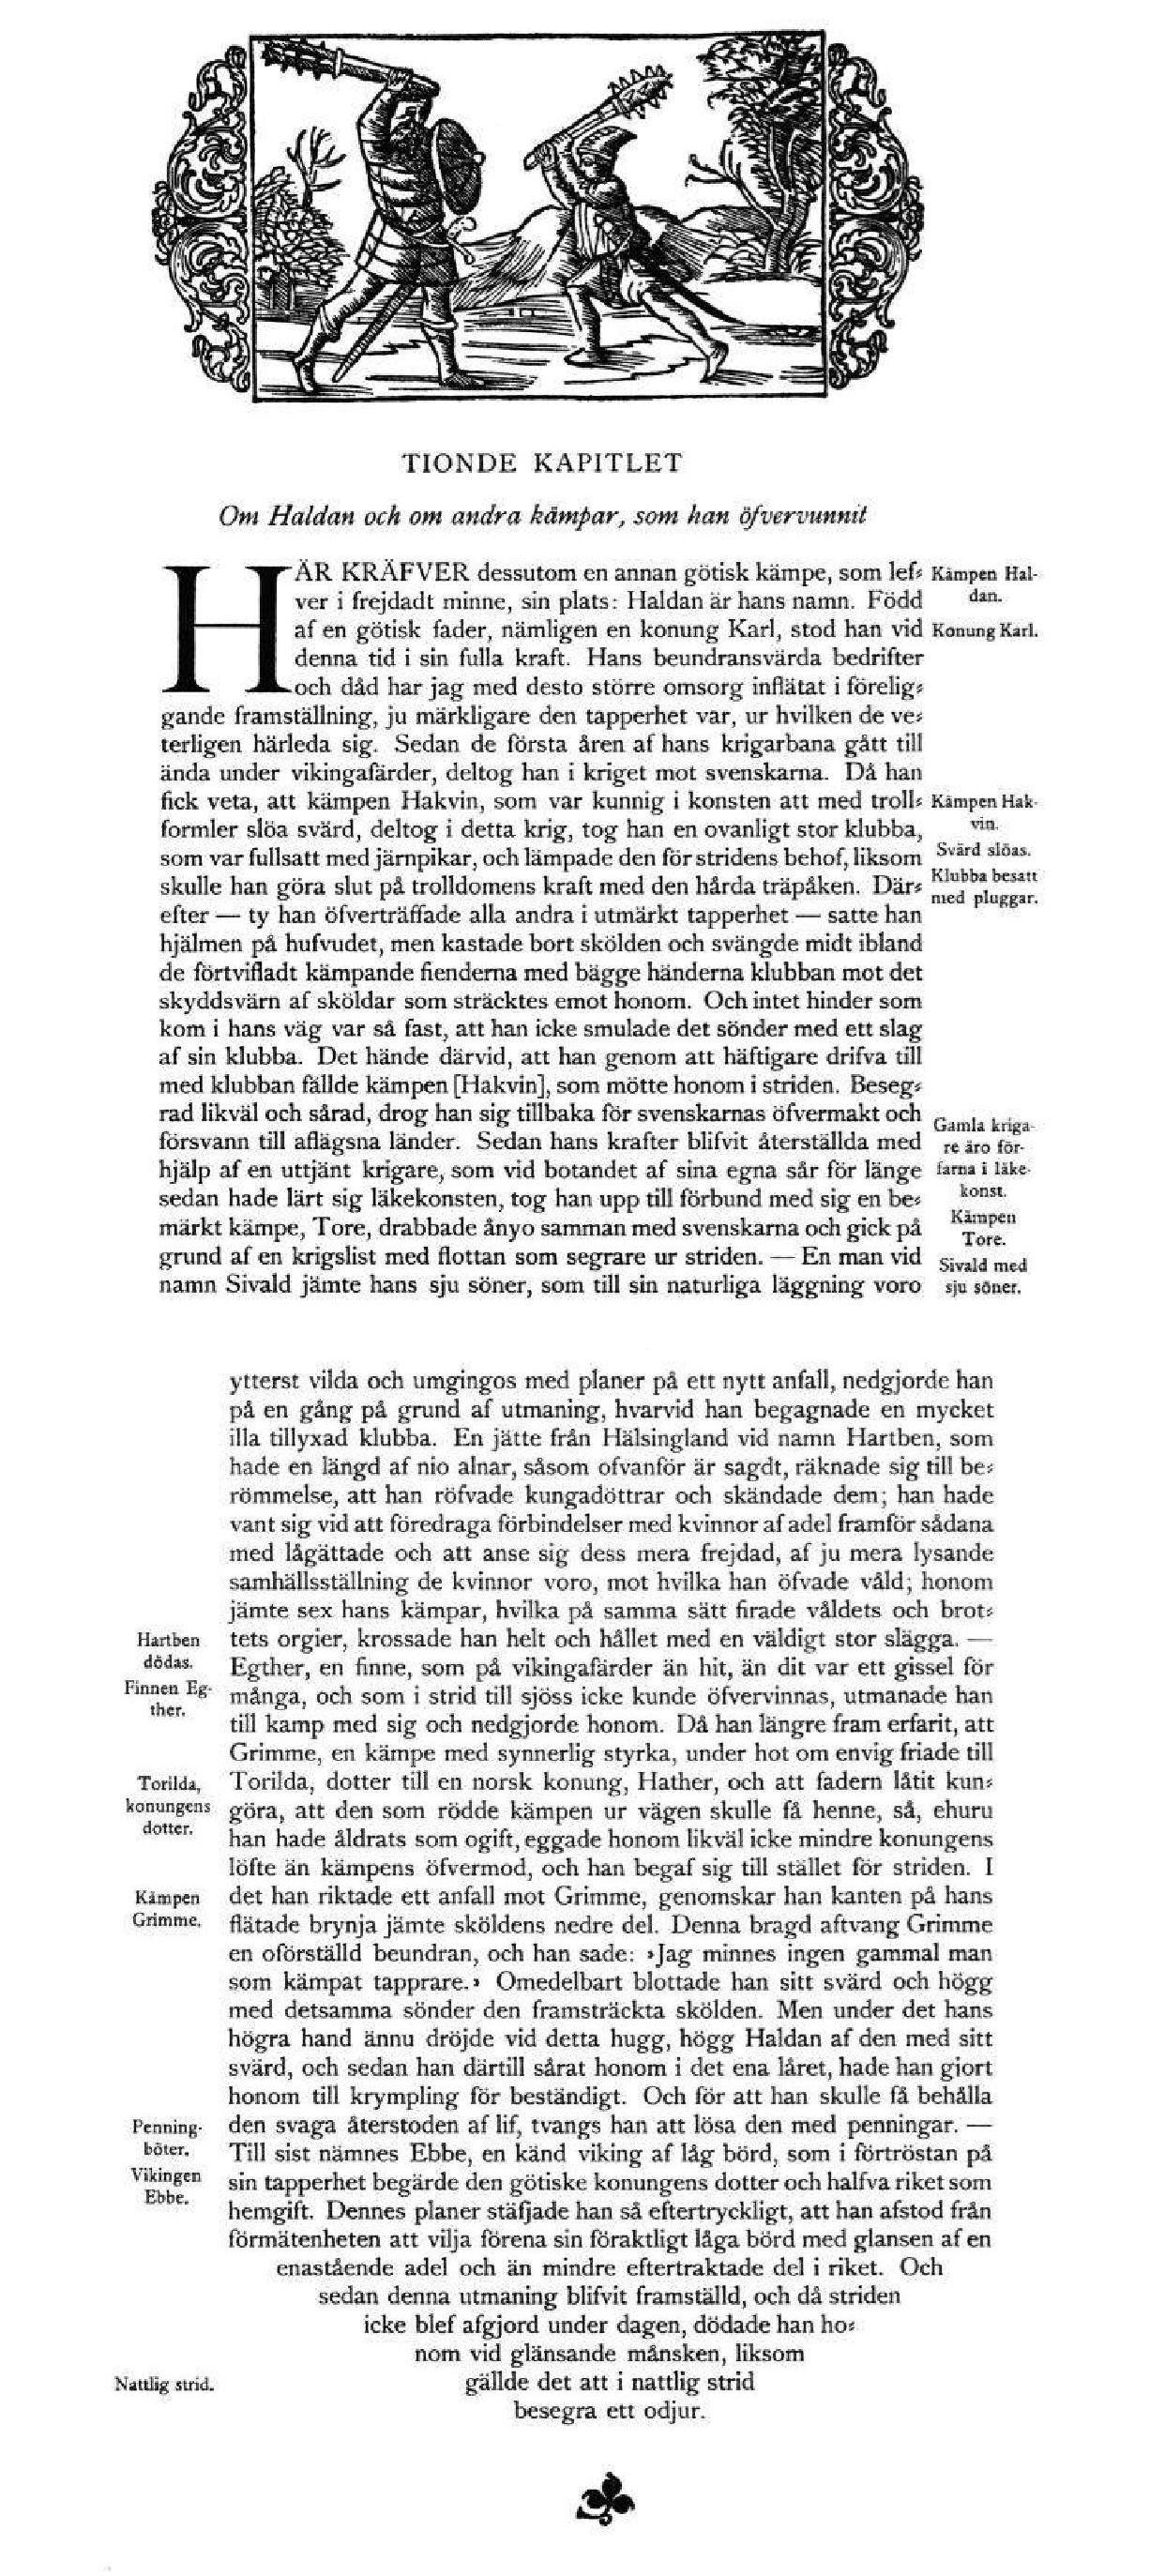 TIONDE KAPITLET
Om Haldan och om andra kämpar, som han öfvervunnit
HÄR KRÄFVER dessutom en annan götisk kämpe, som lef⸗
ver i frejdadt minne, sin plats: Haldan är hans namn. Född
af en götisk fader, nämligen en konung Karl, stod han vid
denna tid i sin fulla kraft. Hans beundransvärda bedrifter
och dåd har jag med desto större omsorg inflätat i förelig⸗
gande framställning, ju märkligare den tapperhet var, ur hvilken de ve⸗
terligen härleda sig. Sedan de första åren af hans krigarbana gått till
ända under vikingafärder, deltog han i kriget mot svenskarna. Då han
fick veta, att kämpen Hakvin, som var kunnig i konsten att med troll⸗
formler slöa svärd, deltog i detta krig, tog han en ovanligt stor klubba,
som var fullsatt med järnpikar, och lämpade den för stridens behof, liksom
skulle han göra slut på trolldomens kraft med den hårda träpåken. Där⸗
efter — ty han öfverträffade alla andra i utmärkt tapperhet — satte han
hjälmen på hufvudet, men kastade bort skölden och svängde midt ibland
de förtvifladt kämpande fienderna med bägge händerna klubban mot det
skyddsvärn af sköldar som sträcktes emot honom. Och intet hinder som
kom i hans väg var så fast, att han icke smulade det sönder med ett slag
af sin klubba. Det hände därvid, att han genom att häftigare drifva till
med klubban fällde kämpen [Hakvin], som mötte honom i striden. Beseg⸗
rad likväl och sårad, drog han sig tillbaka för svenskarnas öfvermakt och
försvann till aflägsna länder. Sedan hans krafter blifvit återställda med
hjälp af en uttjänt krigare, som vid botandet af sina egna sår för länge
sedan hade lärt sig läkekonsten, tog han upp till förbund med sig en be⸗
märkt kämpe, Tore, drabbade ånyo samman med svenskarna och gick på
grund af en krigslist med flottan som segrare ur striden. — En man vid
namn Sivald jämte hans sju söner, som till sin naturliga läggning voro
Kämpen Hal-
dan.
Konung Karl.
Kämpen Hak-
vin.
Svärd slöas.
Klubba besatt
med pluggar.
Gamla kriga-
re äro för-
farna i läke-
konst.
Kämpen
Tore.
Sivald med
sju söner.
ytterst vilda och umgingos med planer på ett nytt anfall, nedgjorde han
på en gång på grund af utmaning, hvarvid han begagnade en mycket
illa tillyxad klubba. En jätte från Hälsingland vid namn Hartben, som
hade en längd af nio alnar, såsom ofvanför är sagdt, räknade sig till be⸗
römmelse, att han röfvade kungadöttrar och skändade dem; han hade
vant sig vid att föredraga förbindelser med kvinnor af adel framför sådana
med lågättade och att anse sig dess mera frejdad, af ju mera lysande
samhällsställning de kvinnor voro, mot hvilka han öfvade våld; honom
jämte sex hans kämpar, hvilka på samma sätt firade våldets och brot⸗
tets orgier, krossade han helt och hållet med en väldigt stor slägga. —
Egther, en finne, som på vikingafärder än hit, än dit var ett gissel för
många, och som i strid till sjöss icke kunde öfvervinnas, utmanade han
till kamp med sig och nedgjorde honom. Då han längre fram erfarit, att
Grimme, en kämpe med synnerlig styrka, under hot om envig friade till
Torilda, dotter till en norsk konung, Hather, och att fadern låtit kun⸗
göra, att den som rödde kämpen ur vägen skulle få henne, så, ehuru
han hade åldrats som ogift, eggade honom likväl icke mindre konungens
löfte än kämpens öfvermod, och han begaf sig till stället för striden. I
det han riktade ett anfall mot Grimme, genomskar han kanten på hans
flätade brynja jämte sköldens nedre del. Denna bragd aftvang Grimme
en oförställd beundran, och han sade: »Jag minnes ingen gammal man
som kämpat tapprare.» Omedelbart blottade han sitt svärd och högg
med detsamma sönder den framsträckta skölden. Men under det hans
högra hand ännu dröjde vid detta hugg, högg Haldan af den med sitt
svärd, och sedan han därtill sårat honom i det ena låret, hade han giort
honom till krympling för beständigt. Och för att han skulle få behålla
den svaga återstoden af lif, tvangs han att lösa den med penningar. —
Till sist nämnes Ebbe, en känd viking af låg börd, som i förtröstan på
sin tapperhet begärde den götiske konungens dotter och halfva riket som
hemgift. Dennes planer stäfjade han så eftertryckligt, att han afstod från
förmätenheten att vilja förena sin föraktligt låga börd med glansen af en
enastående adel och än mindre eftertraktade del i riket. Och
sedan denna utmaning blifvit framställd, och då striden
icke blef afgjord under dagen, dödade han ho⸗
nom vid glänsande månsken, liksom
gällde det att i nattlig strid
besegra ett odjur.
Hartben
dödas.
Finnen Eg-
ther.
Torilda,
konungens
dotter.
Kämpen
Grimme.
Penning-
böter.
Vikingen
Ebbe.
Nattlig strid.